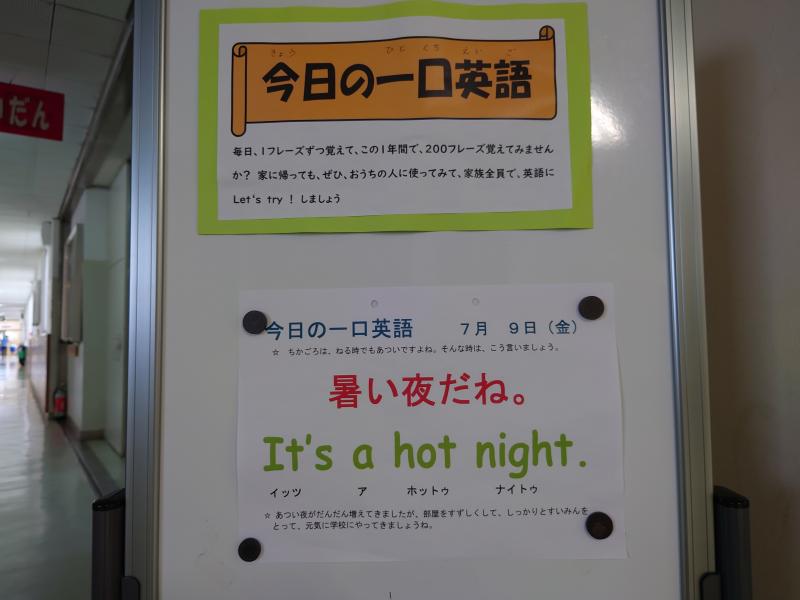 だん
きょう ひと くち えい ご
今日の一口英語
毎日、1フレーズずつ覚えて、この1年間で、200フレーズ覚えてみません
か? 家に帰っても、ぜひ、おうちの人に使ってみて、家族全員で、英語に
Let's try ! しましょう
今日の一口英語 7月 9日(金)
☆ ちかごろは、ねる時でもあついですよね。そんな時は、こう言いましょう。
暑い夜だね。
It's a hot night.
イッツ ア ホットゥ ナイトゥ
☆ あつい夜がだんだん増えてきましたが、部屋をすずしくして、しっかりとすいみんを
とって、元気に学校にやってきましょうね。